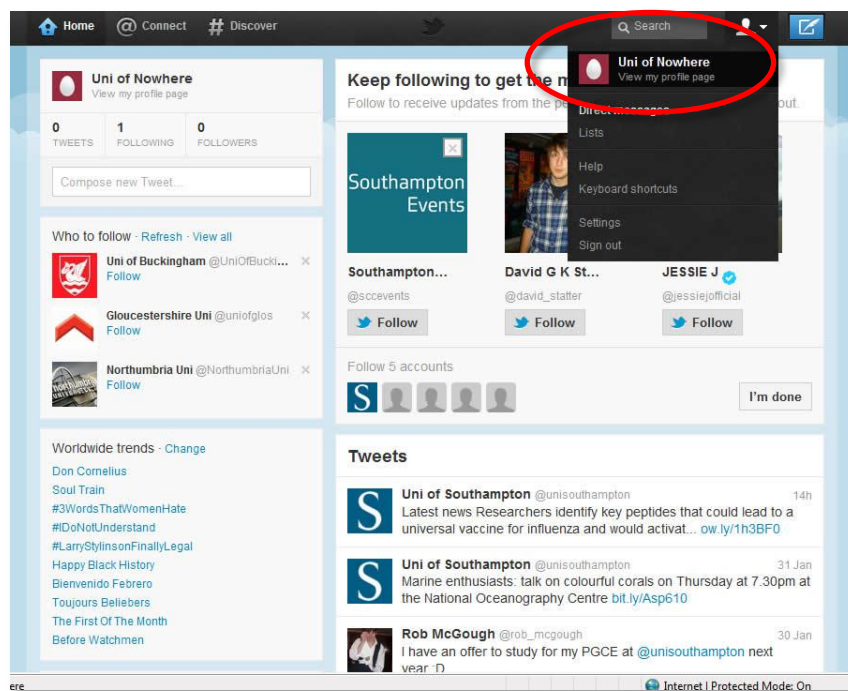 Home
Connect
Discover
Search
Uni of Nowhere
View my profile page
Direct messages
Lists
Help
Keyboard shortcuts
Settings
Sign out
Uni of Nowhere
View my profile page
0
TWEETS
1
FOLLOWING
0
FOLLOWERS
Compose new Tweet...
Who to follow · Refresh · View all
Uni of Buckingham @UniOfBucki...
Follow
Gloucestershire Uni @uniofglos
Follow
Northumbria Uni @NorthumbriaUni
Follow
Worldwide trends · Change
Don Cornelius
Soul Train
#3WordsThatWomenHate
#IDoNotUnderstand
#LarryStylinsonFinallyLegal
Happy Black History
Bienvenido Febrero
Toujours Beliebers
The First Of The Month
Before Watchmen
Keep following to get the m
Follow to receive updates from the pe
out.
Southampton
Events
Southampton...
@sccevents
Follow
David G K St...
@david_statter
Follow
JESSIE J
@jessiejofficial
Follow
Follow 5 accounts
S
I'm done
Tweets
S
Uni of Southampton @unisouthampton 14h
Latest news Researchers identify key peptides that could lead to a
universal vaccine for influenza and would activat... ow.ly/1h3BF0
S
Uni of Southampton @unisouthampton 31 Jan
Marine enthusiasts: talk on colourful corals on Thursday at 7.30pm at
the National Oceanography Centre bit.ly/Asp610
Rob McGough @rob_mcgough 30 Jan
I have an offer to study for my PGCE at @unisouthampton next
year :D
ere
Internet | Protected Mode: On